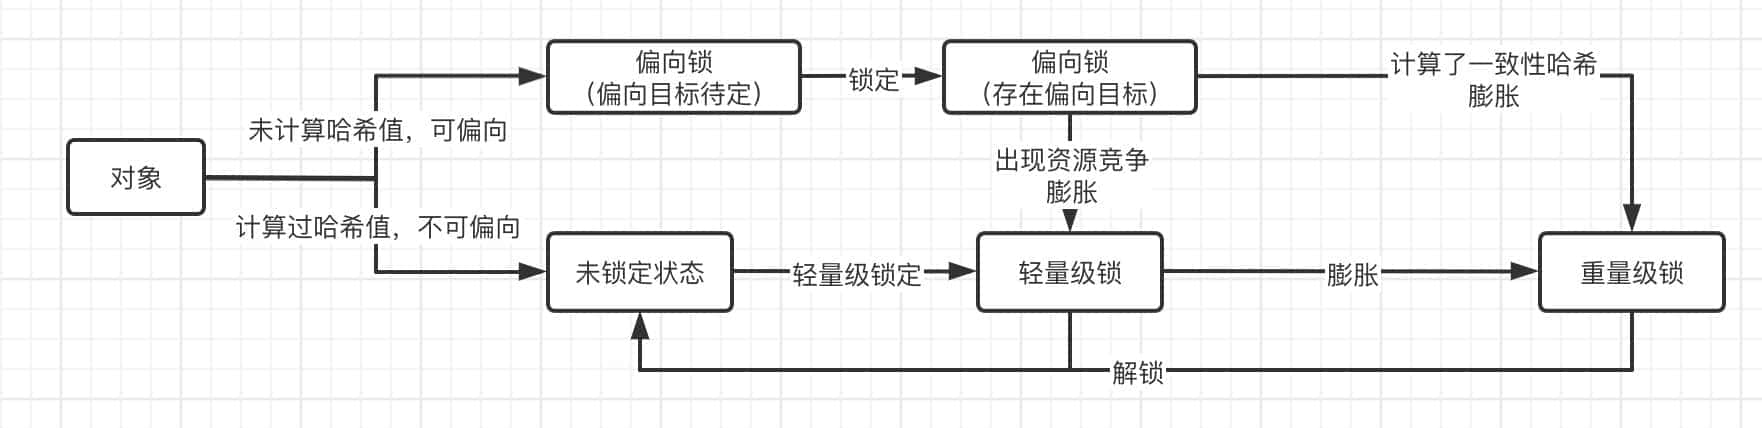 偏向锁
（偏向目标待定）
锁定
偏向锁
（存在偏向目标）
计算了一致性哈希
膨胀
未计算哈希值，可偏向
对象
出现资源竞争
膨胀
计算过哈希值，不可偏向
未锁定状态
轻量级锁定
轻量级锁
膨胀
重量级锁
解锁